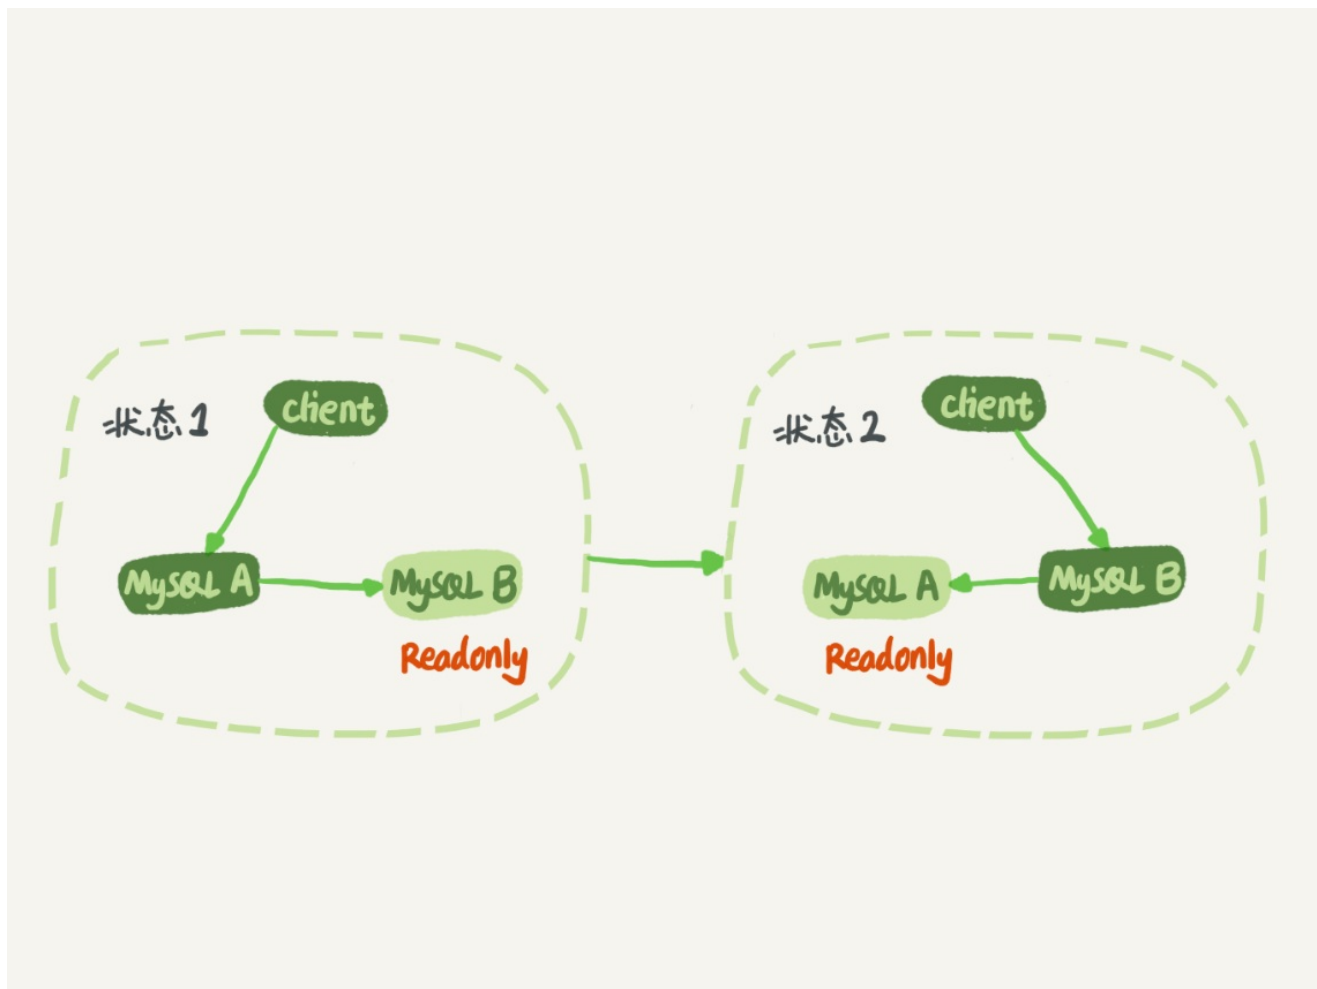 状态1
client
MySQL A
MySQL B
Readonly
状态2
client
MySQL A
MySQL B
Readonly